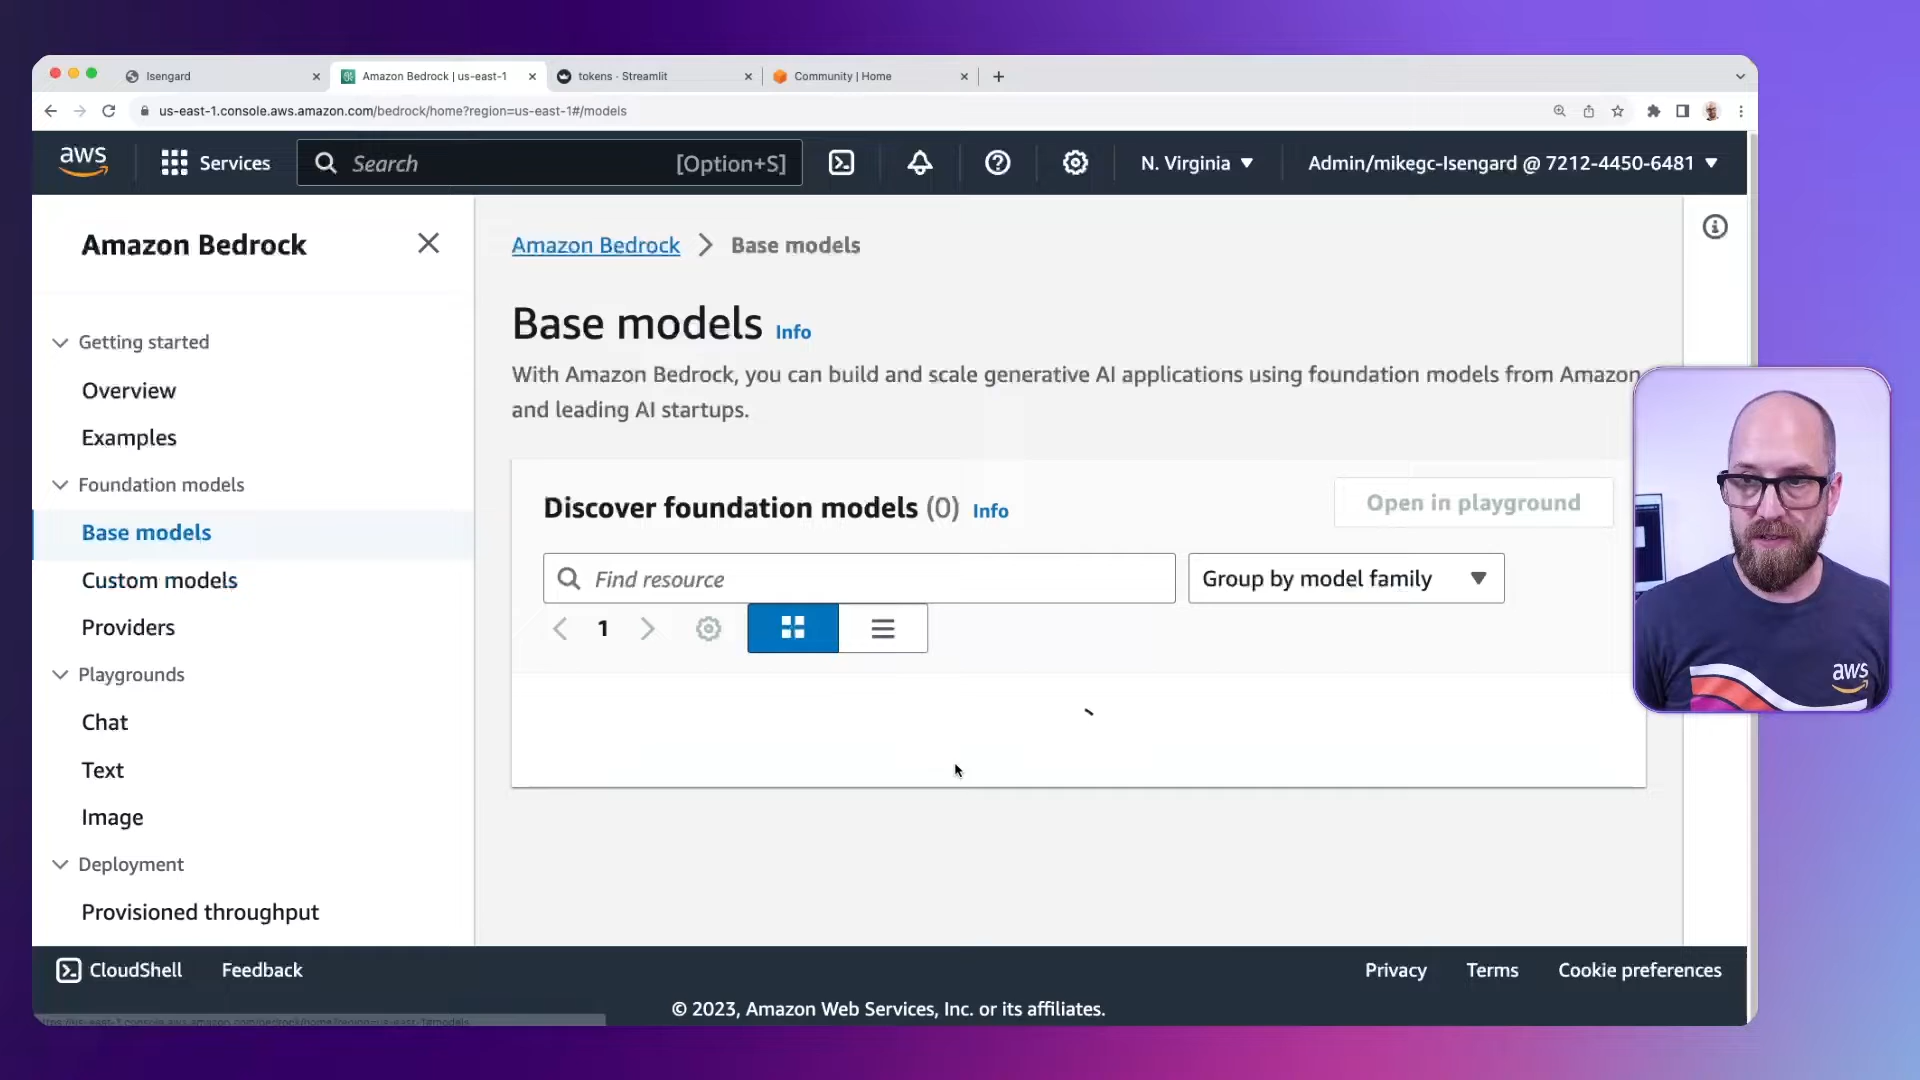 Isengard
Amazon Bedrock | us-east-1
tokens · Streamlit
Community | Home
us-east-1.console.aws.amazon.com/bedrock/home?region=us-east-1#/models
aws
Services
Search
[Option+S]
N. Virginia
Admin/mikegc-Isengard @ 7212-4450-6481
Amazon Bedrock
Getting started
Overview
Examples
Foundation models
Base models
Custom models
Providers
Playgrounds
Chat
Text
Image
Deployment
Provisioned throughput
Amazon Bedrock
Base models
Base models Info
With Amazon Bedrock, you can build and scale generative AI applications using foundation models from Amazon
and leading AI startups.
Discover foundation models (0) Info
Open in playground
Find resource
Group by model family
1
aws
CloudShell
Feedback
Privacy
Terms
Cookie preferences
© 2023, Amazon Web Services, Inc. or its affiliates.